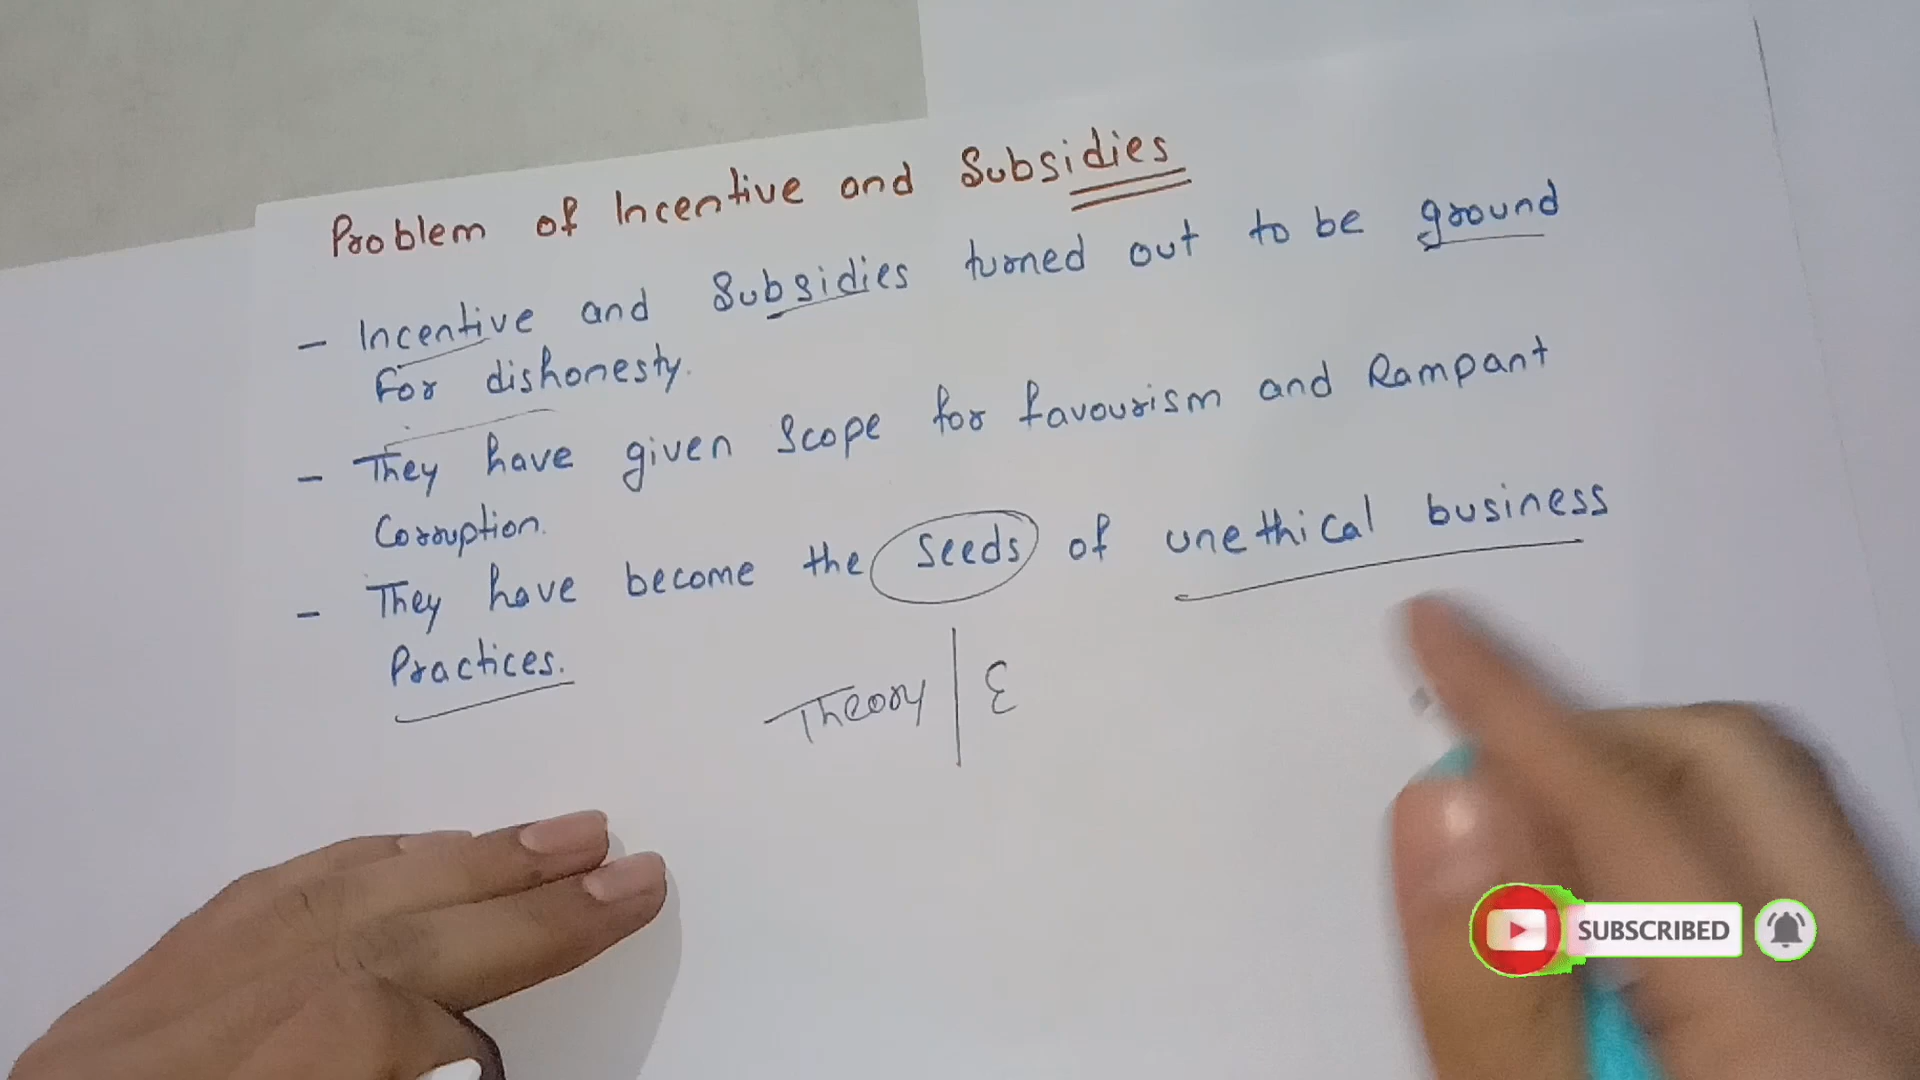 Problem of Incentive and Subsidies
- Incentive and Subsidies turned out to be ground
For dishonesty.
- They have given Scope for favourism and Rampant
Corruption.
- They have become the Seeds of unethical business
Practices.
Theory | E
SUBSCRIBED